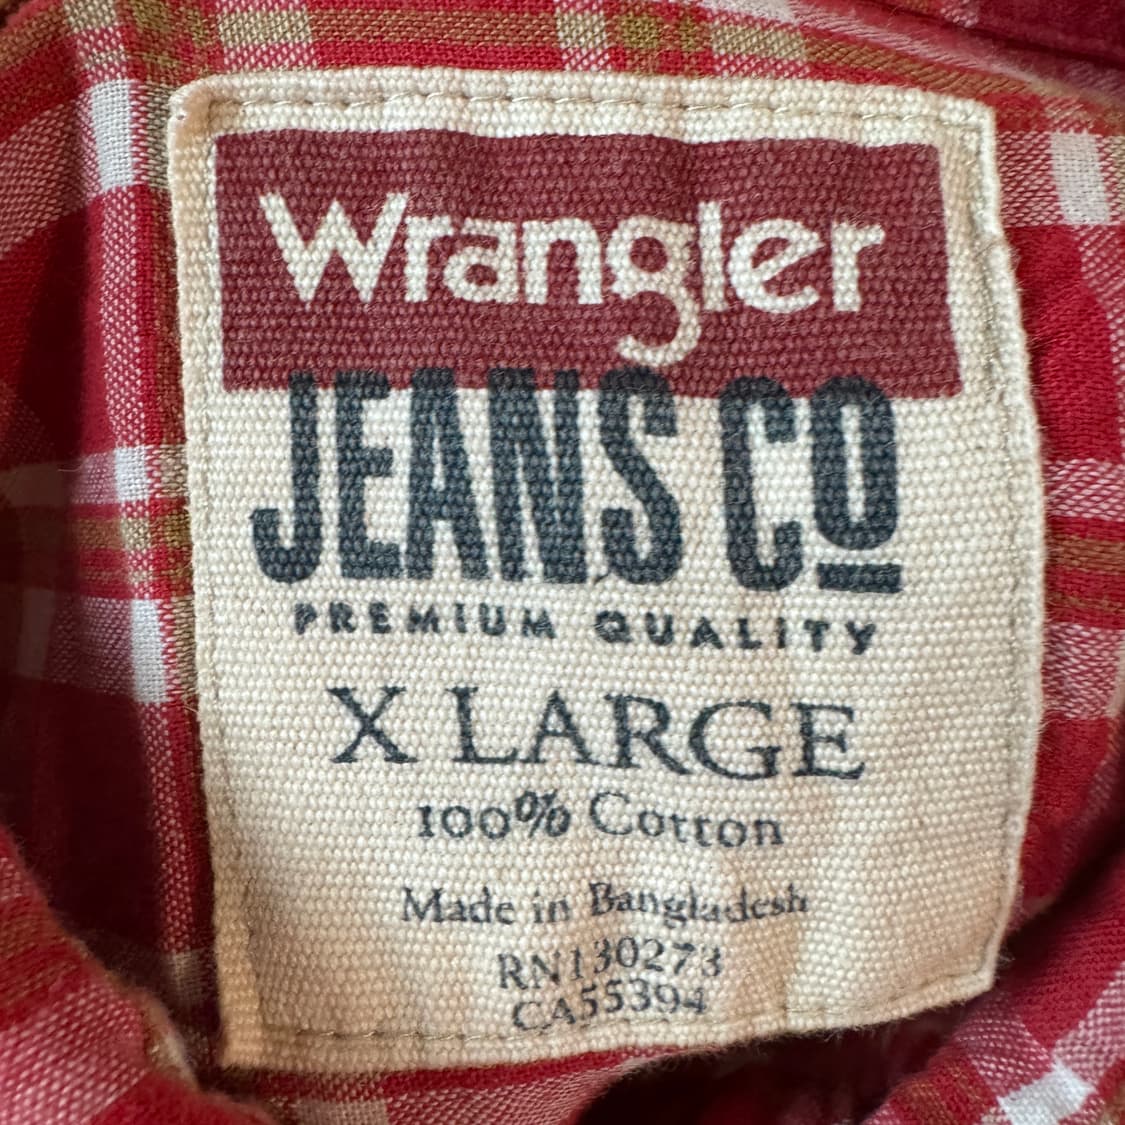 Wrangler
JEANS CO
PREMIUM QUALITY
X LARGE
100% Cotton
Made in Bangladesh
RN130273
CA55394